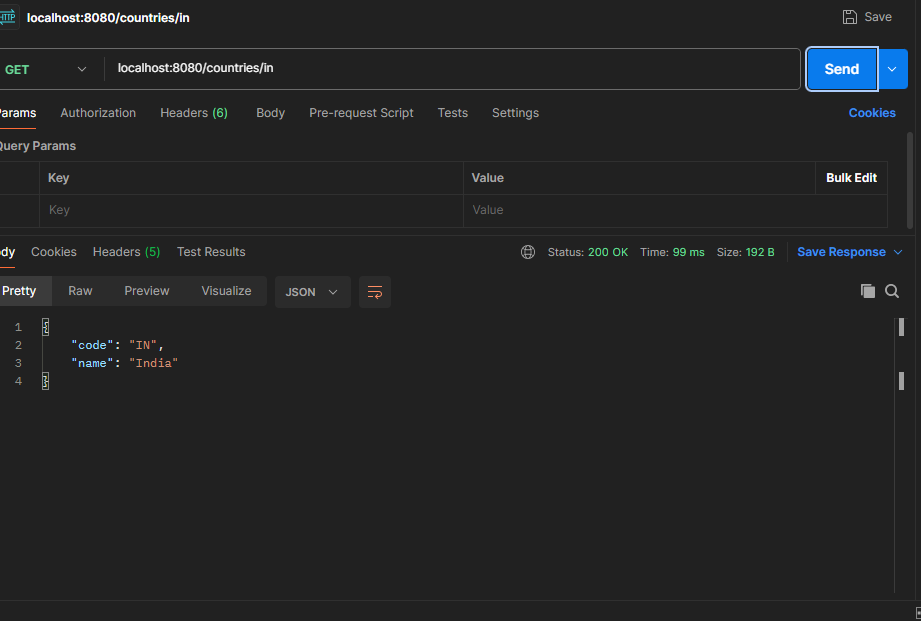 HTTP localhost:8080/countries/in Save
GET localhost:8080/countries/in Send
Params Authorization Headers (6) Body Pre-request Script Tests Settings Cookies
Query Params
Key Value Bulk Edit
Key Value
ody Cookies Headers (5) Test Results Status: 200 OK Time: 99 ms Size: 192 B Save Response
Pretty Raw Preview Visualize JSON
1 {
2 "code": "IN",
3 "name": "India"
4 }